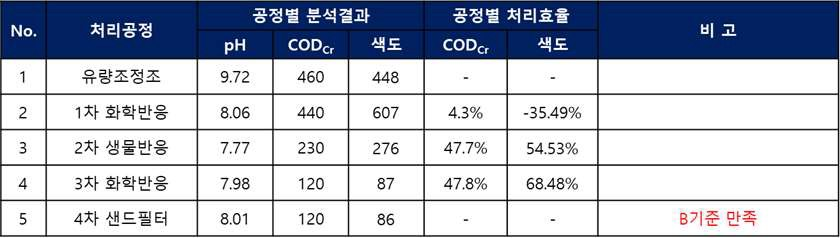 No. 처리공정 공정별 분석결과 공정별 처리효율 비 고
pH CODCr 색도 CODCr 색도
1 유량조정조 9.72 460 448 - -
2 1차 화학반응 8.06 440 607 4.3% -35.49%
3 2차 생물반응 7.77 230 276 47.7% 54.53%
4 3차 화학반응 7.98 120 87 47.8% 68.48%
5 4차 샌드필터 8.01 120 86 - - B기준 만족